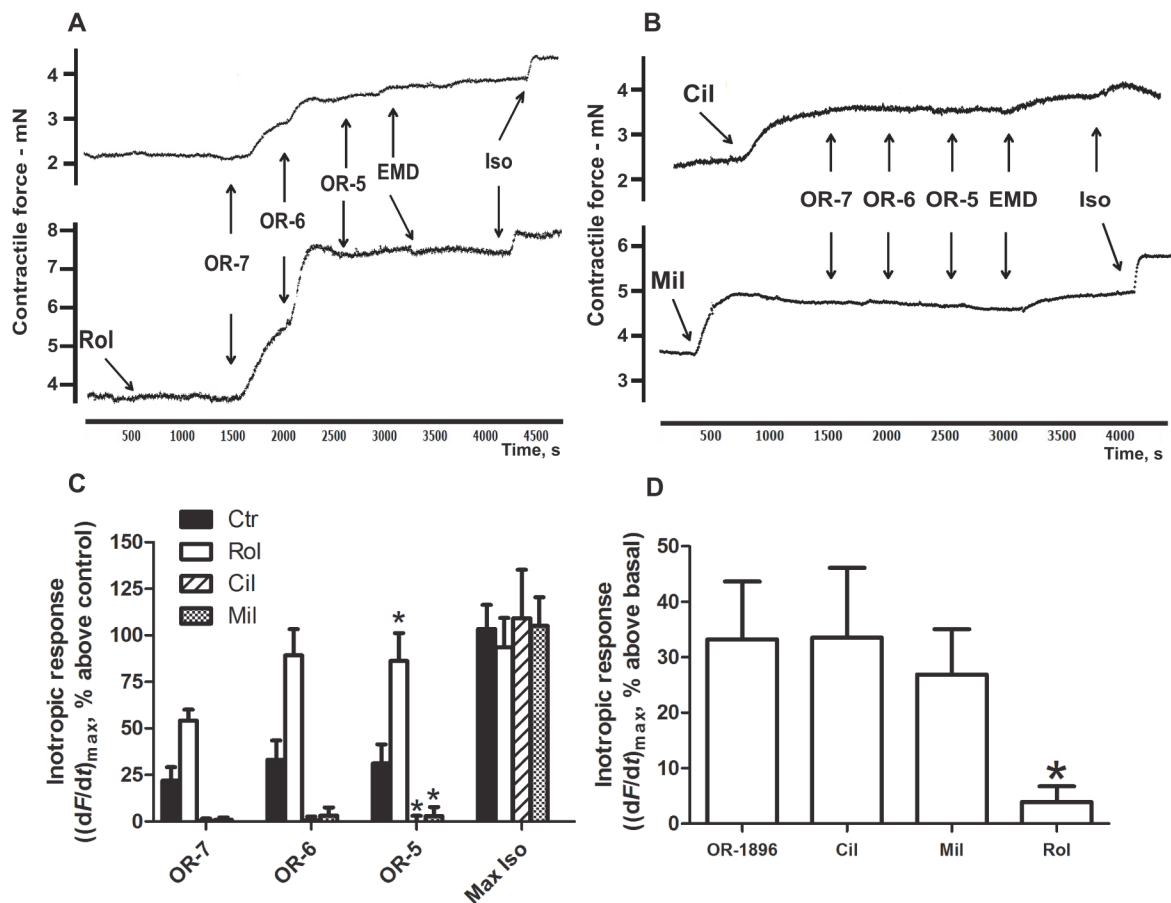 A
Contractile force - mN
4
3
2
OR-7
OR-6
OR-5
EMD
Iso
8
7
6
5
4
Rol
500 1000 1500 2000 2500 3000 3500 4000 4500
Time, s
B
Contractile force - mN
4
3
2
Cil
OR-7 OR-6 OR-5 EMD
Iso
6
5
4
3
Mil
500 1000 1500 2000 2500 3000 3500 4000
Time, s
C
Ctr
Rol
Cil
Mil
Inotropic response
((dF/dt)max, % above control)
150
125
100
75
50
25
0
*
* *
OR-7 OR-6 OR-5 Max Iso
D
Inotropic response
((dF/dt)max, % above basal)
50
40
30
20
10
0
*
OR-1896 Cil Mil Rol